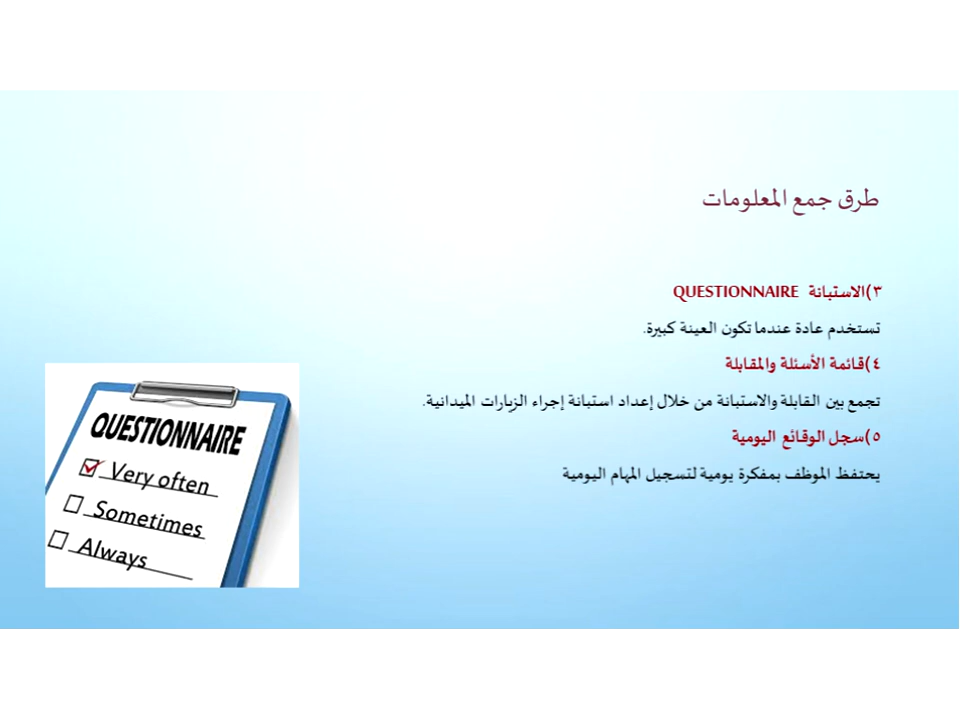 طرق جمع المعلومات
٣)الاستبانة QUESTIONNAIRE
تستخدم عادة عندما تكون العينة كبيرة.
٤)قائمة الأسئلة والمقابلة
تجمع بين القابلة والاستبانة من خلال إعداد استبانة إجراء الزيارات الميدانية.
٥)سجل الوقائع اليومية
يحتفظ الموظف بمفكرة يومية لتسجيل المهام اليومية
QUESTIONNAIRE
Very often
Sometimes
Always